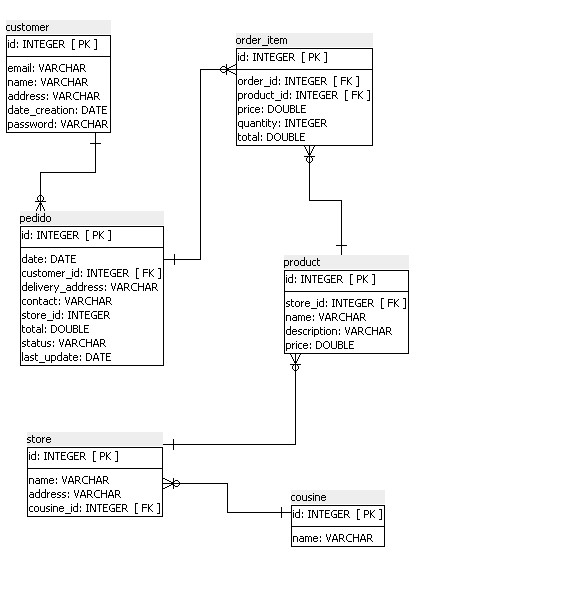 customer
id: INTEGER [ PK ]
email: VARCHAR
name: VARCHAR
address: VARCHAR
date_creation: DATE
password: VARCHAR
order_item
id: INTEGER [ PK ]
order_id: INTEGER [ FK ]
product_id: INTEGER [ FK ]
price: DOUBLE
quantity: INTEGER
total: DOUBLE
pedido
id: INTEGER [ PK ]
date: DATE
customer_id: INTEGER [ FK ]
delivery_address: VARCHAR
contact: VARCHAR
store_id: INTEGER
total: DOUBLE
status: VARCHAR
last_update: DATE
product
id: INTEGER [ PK ]
store_id: INTEGER [ FK ]
name: VARCHAR
description: VARCHAR
price: DOUBLE
store
id: INTEGER [ PK ]
name: VARCHAR
address: VARCHAR
cousine_id: INTEGER [ FK ]
cousine
id: INTEGER [ PK ]
name: VARCHAR